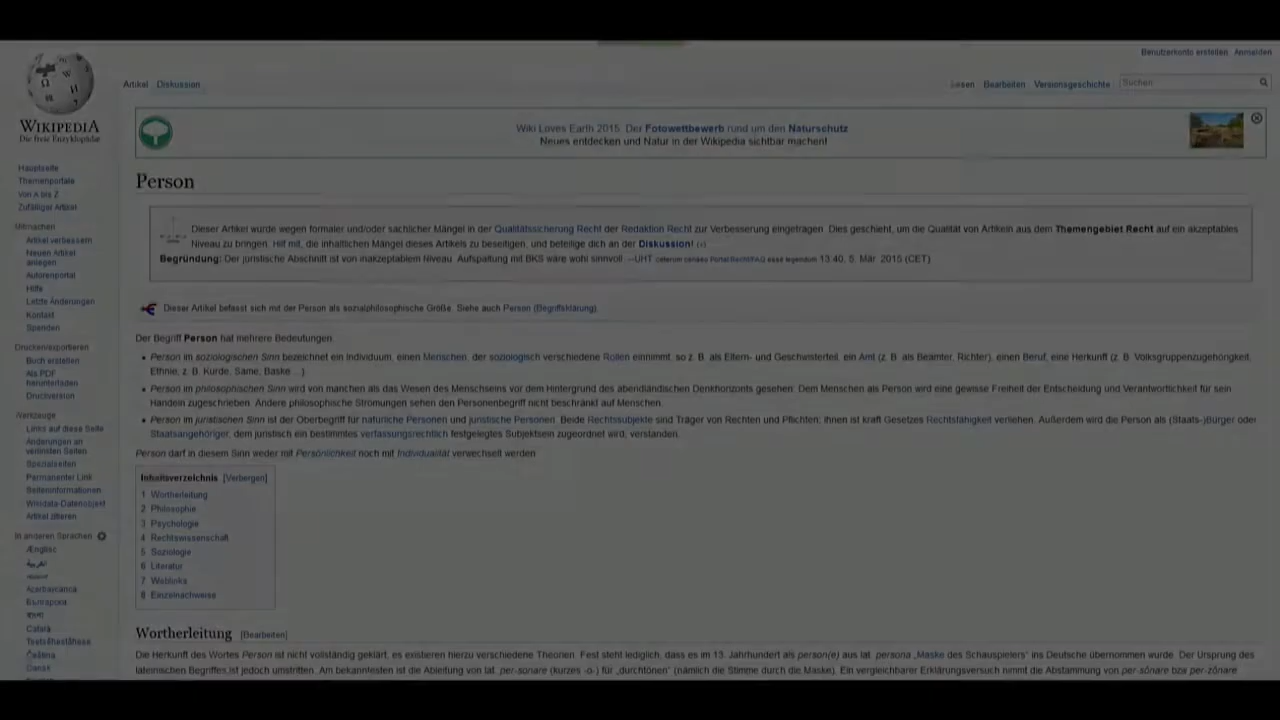 Benutzerkonto erstellen Anmelden
Artikel Diskussion Lesen Bearbeiten Versionsgeschichte Suchen
WIKIPEDIA
Die freie Enzyklopädie
Wiki Loves Earth 2015: Der Fotowettbewerb rund um den Naturschutz
Neues entdecken und Natur in der Wikipedia sichtbar machen!
Hauptseite
Themenportale
Von A bis Z
Zufälliger Artikel
Mitmachen
Artikel verbessern
Neuen Artikel
anlegen
Autorenportal
Hilfe
Letzte Änderungen
Kontakt
Spenden
Drucken/exportieren
Buch erstellen
Als PDF
herunterladen
Druckversion
Werkzeuge
Links auf diese Seite
Änderungen an
verlinkten Seiten
Spezialseiten
Permanenter Link
Seiteninformationen
Wikidata-Datenobjekt
Artikel zitieren
In anderen Sprachen
Ænglisc
العربية
Azərbaycanca
Български
বাংলা
Català
Tsetsêhestâhese
Čeština
Dansk
Person
Dieser Artikel wurde wegen formaler und/oder sachlicher Mängel in der Qualitätssicherung Recht der Redaktion Recht zur Verbesserung eingetragen. Dies geschieht, um die Qualität von Artikeln aus dem Themengebiet Recht auf ein akzeptables
Niveau zu bringen. Hilf mit, die inhaltlichen Mängel dieses Artikels zu beseitigen, und beteilige dich an der Diskussion! (+)
Begründung: Der juristische Abschnitt ist von inakzeptablem Niveau. Aufspaltung mit BKS wäre wohl sinnvoll. --UHT 13:40, 5. Mär. 2015 (CET)
Dieser Artikel befasst sich mit der Person als sozialphilosophische Größe. Siehe auch Person (Begriffsklärung).
Der Begriff Person hat mehrere Bedeutungen.
• Person im soziologischen Sinn bezeichnet ein Individuum, einen Menschen, der soziologisch verschiedene Rollen einnimmt, so z. B. als Eltern- und Geschwisterteil, ein Amt (z. B. als Beamter, Richter), einen Beruf, eine Herkunft (z. B. Volksgruppenzugehörigkeit,
Ethnie, z. B. Kurde, Same, Baske ...)
• Person im philosophischen Sinn wird von manchen als das Wesen des Menschseins vor dem Hintergrund des abendländischen Denkhorizonts gesehen: Dem Menschen als Person wird eine gewisse Freiheit der Entscheidung und Verantwortlichkeit für sein
Handeln zugeschrieben. Andere philosophische Strömungen sehen den Personenbegriff nicht beschränkt auf Menschen.
• Person im juristischen Sinn ist der Oberbegriff für natürliche Personen und juristische Personen. Beide Rechtssubjekte sind Träger von Rechten und Pflichten; ihnen ist kraft Gesetzes Rechtsfähigkeit verliehen. Außerdem wird die Person als (Staats-)Bürger oder
Staatsangehöriger, dem juristisch ein bestimmtes verfassungsrechtlich festgelegtes Subjektsein zugeordnet wird, verstanden.
Person darf in diesem Sinn weder mit Persönlichkeit noch mit Individualität verwechselt werden.
Inhaltsverzeichnis [Verbergen]
1 Wortherleitung
2 Philosophie
3 Psychologie
4 Rechtswissenschaft
5 Soziologie
6 Literatur
7 Weblinks
8 Einzelnachweise
Wortherleitung [Bearbeiten]
Die Herkunft des Wortes Person ist nicht vollständig geklärt, es existieren hierzu verschiedene Theorien. Fest steht lediglich, dass es im 13. Jahrhundert als person(e) aus lat. persona „Maske des Schauspielers“ ins Deutsche übernommen wurde. Der Ursprung des
lateinischen Begriffes ist jedoch umstritten. Am bekanntesten ist die Ableitung von lat. per-sonare (kurzes -o-) für „durchtönen“ (nämlich die Stimme durch die Maske). Ein vergleichbarer Erklärungsversuch nimmt die Abstammung von per-sōnare bzw per-zōnare